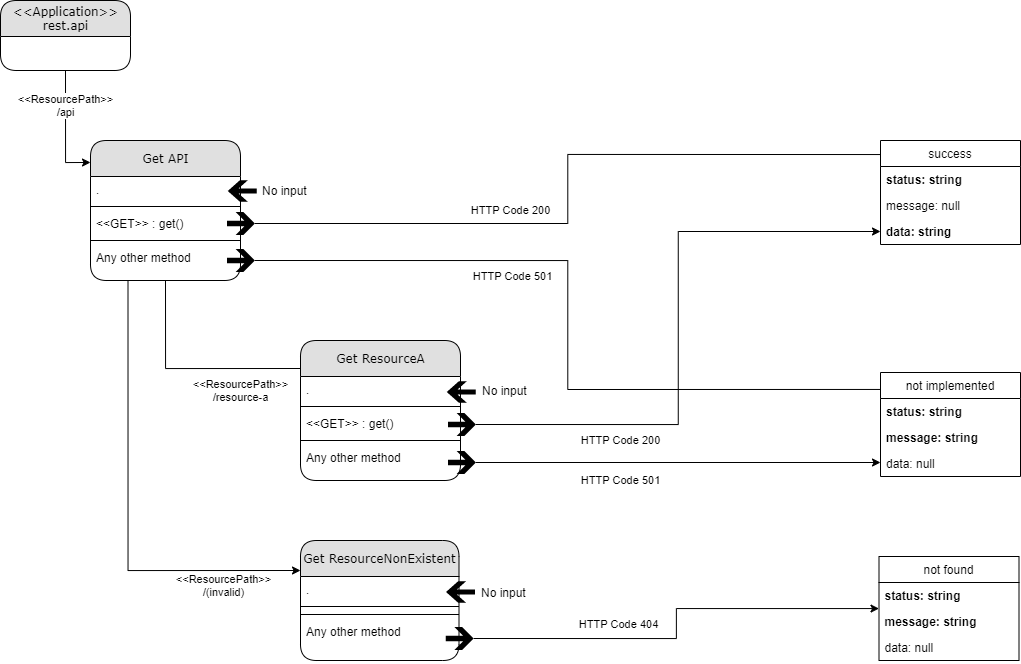 <<Application>>
rest.api
<<ResourcePath>>
/api
Get API
.
No input
<<GET>> : get()
Any other method
HTTP Code 200
HTTP Code 501
success
status: string
message: null
data: string
<<ResourcePath>>
/resource-a
Get ResourceA
.
No input
<<GET>> : get()
Any other method
HTTP Code 200
HTTP Code 501
not implemented
status: string
message: string
data: null
<<ResourcePath>>
/(invalid)
Get ResourceNonExistent
.
No input
Any other method
HTTP Code 404
not found
status: string
message: string
data: null